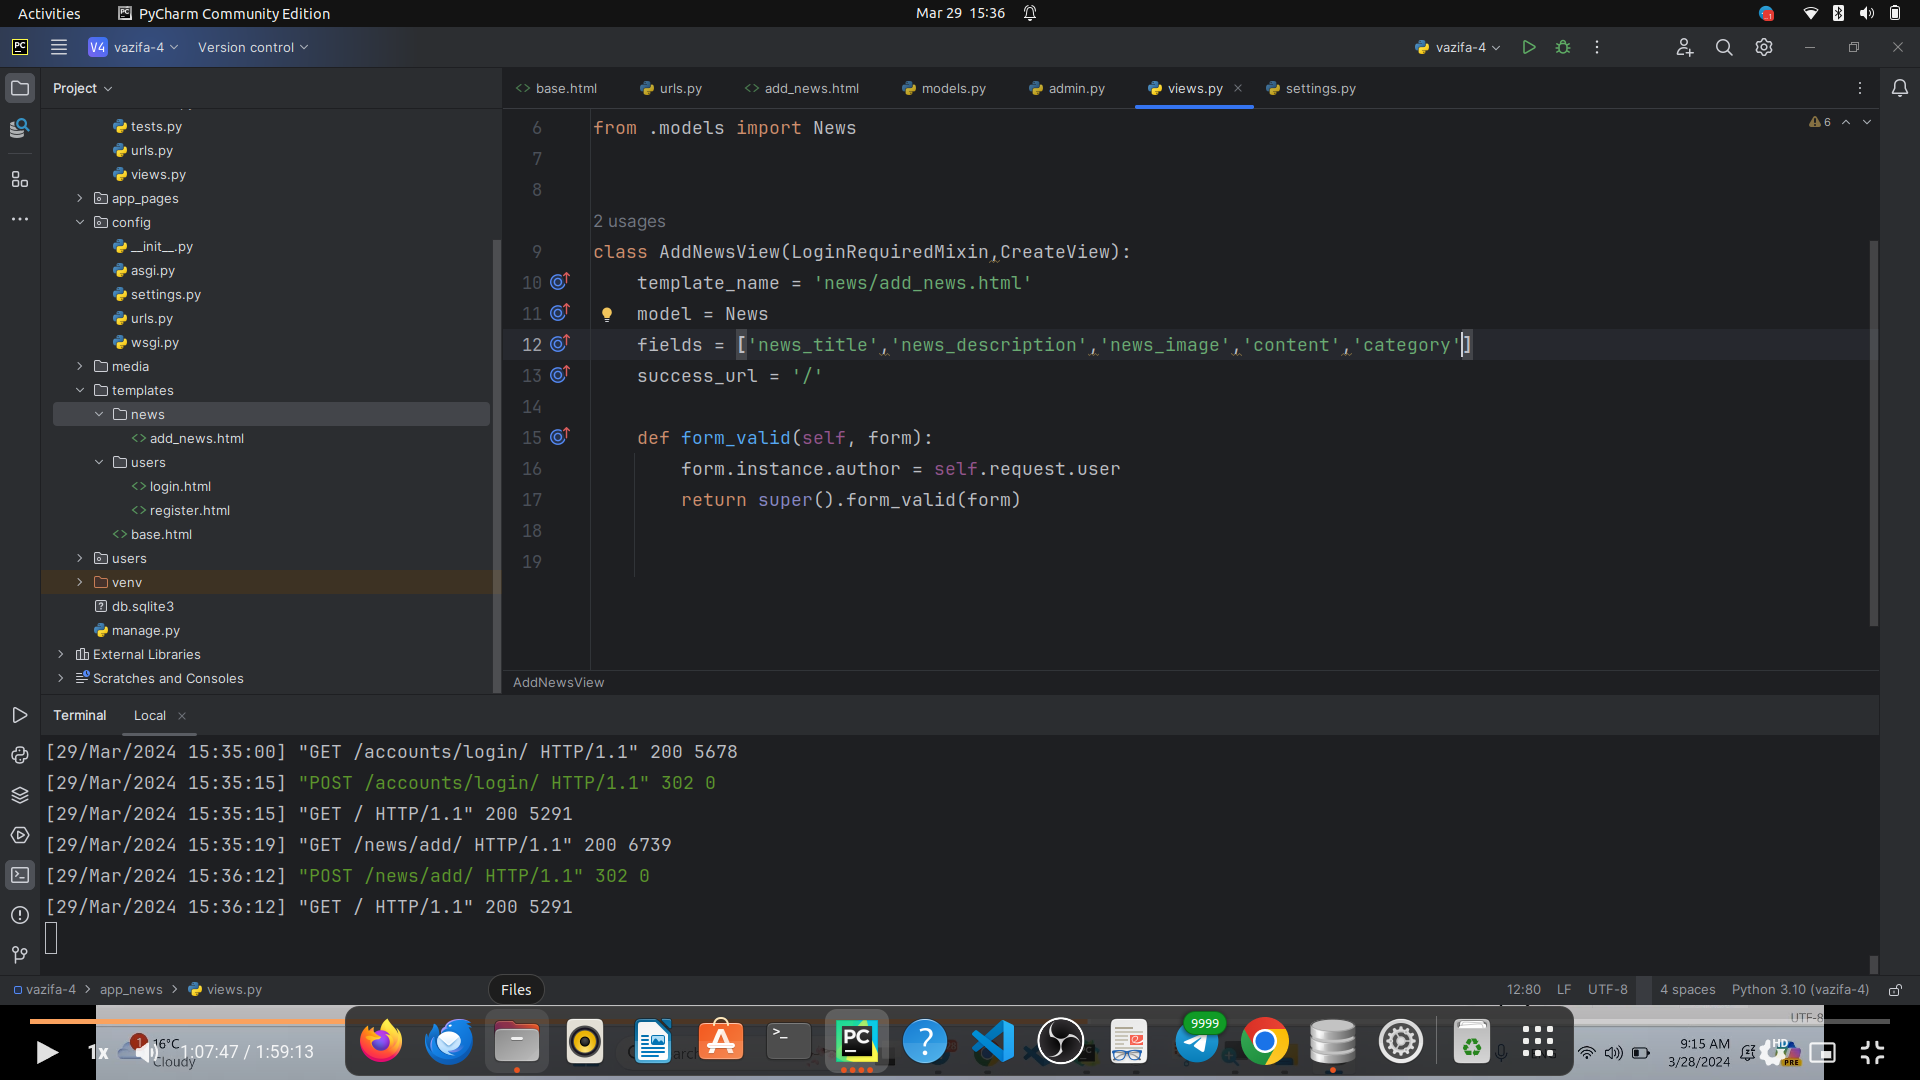 Activities PyCharm Community Edition Mar 29 15:36
PC V4 vazifa-4 Version control vazifa-4
Project
base.html urls.py add_news.html models.py admin.py views.py settings.py
tests.py
urls.py
views.py
app_pages
config
__init__.py
asgi.py
settings.py
urls.py
wsgi.py
media
templates
news
add_news.html
users
login.html
register.html
base.html
users
venv
db.sqlite3
manage.py
External Libraries
Scratches and Consoles
6
6 from .models import News
7
8
2 usages
9 class AddNewsView(LoginRequiredMixin,CreateView):
10 template_name = 'news/add_news.html'
11 model = News
12 fields = ['news_title','news_description','news_image','content','category']
13 success_url = '/'
14
15 def form_valid(self, form):
16 form.instance.author = self.request.user
17 return super().form_valid(form)
18
19
AddNewsView
Terminal Local
[29/Mar/2024 15:35:00] "GET /accounts/login/ HTTP/1.1" 200 5678
[29/Mar/2024 15:35:15] "POST /accounts/login/ HTTP/1.1" 302 0
[29/Mar/2024 15:35:15] "GET / HTTP/1.1" 200 5291
[29/Mar/2024 15:35:19] "GET /news/add/ HTTP/1.1" 200 6739
[29/Mar/2024 15:36:12] "POST /news/add/ HTTP/1.1" 302 0
[29/Mar/2024 15:36:12] "GET / HTTP/1.1" 200 5291
vazifa-4 app_news views.py Files 12:80 LF UTF-8 4 spaces Python 3.10 (vazifa-4)
UTF-8
9999
1x 1 16°C 1:07:47 / 1:59:13 PC 9:15 AM HD
Cloudy 3/28/2024 PRE